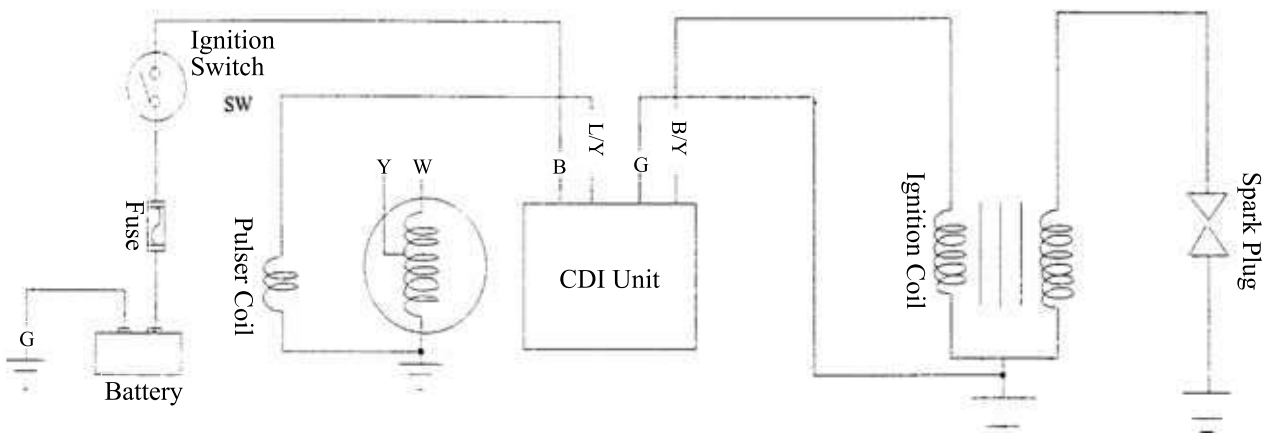 Ignition
Switch
SW
Fuse
G
Battery
Pulser Coil
Y
W
B
L/Y
G
B/Y
CDI Unit
Ignition Coil
Spark Plug